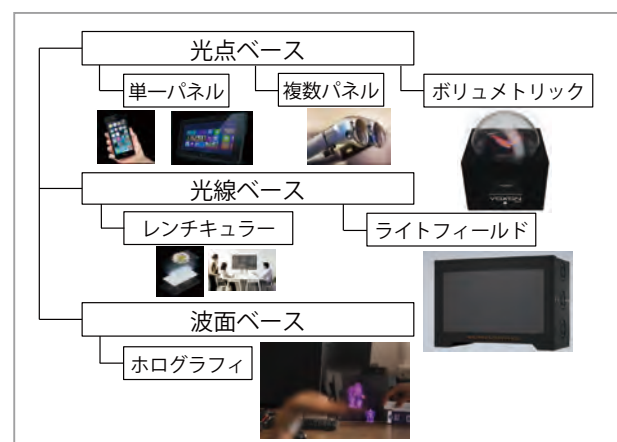 光点ベース
単一パネル
複数パネル
ボリュメトリック
光線ベース
レンチキュラー
ライトフィールド
波面ベース
ホログラフィ